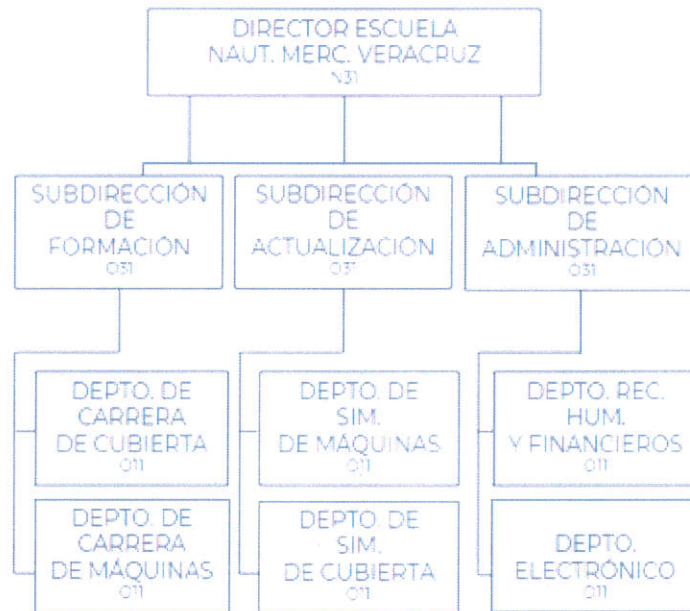 DIRECTOR ESCUELA
NAUT. MERC. VERACRUZ
N31
SUBDIRECCIÓN
DE
FORMACIÓN
O31
SUBDIRECCIÓN
DE
ACTUALIZACIÓN
O31
SUBDIRECCIÓN
DE
ADMINISTRACIÓN
O31
DEPTO. DE
CARRERA
DE CUBIERTA
O11
DEPTO. DE
SIM.
DE MÁQUINAS
O11
DEPTO. REC.
HUM.
Y FINANCIEROS
O11
DEPTO. DE
CARRERA
DE MÁQUINAS
O11
DEPTO. DE
SIM.
DE CUBIERTA
O11
DEPTO.
ELECTRÓNICO
O11